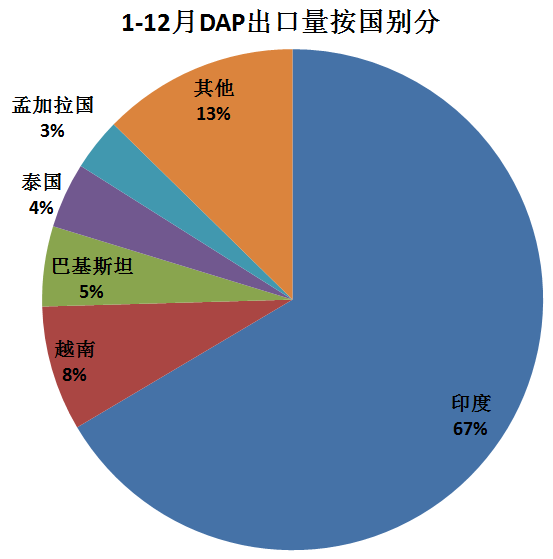 1-12月DAP出口量按国别分
其他
13%
孟加拉国
3%
泰国
4%
巴基斯坦
5%
越南
8%
印度
67%